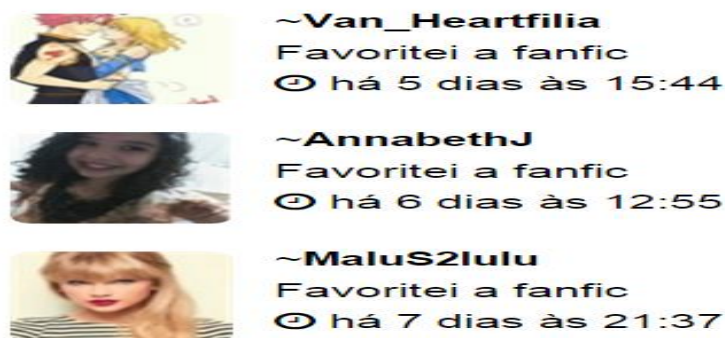 ~Van_Heartfilia
Favoritei a fanfic
há 5 dias às 15:44
~AnnabethJ
Favoritei a fanfic
há 6 dias às 12:55
~MaluS2lulu
Favoritei a fanfic
há 7 dias às 21:37